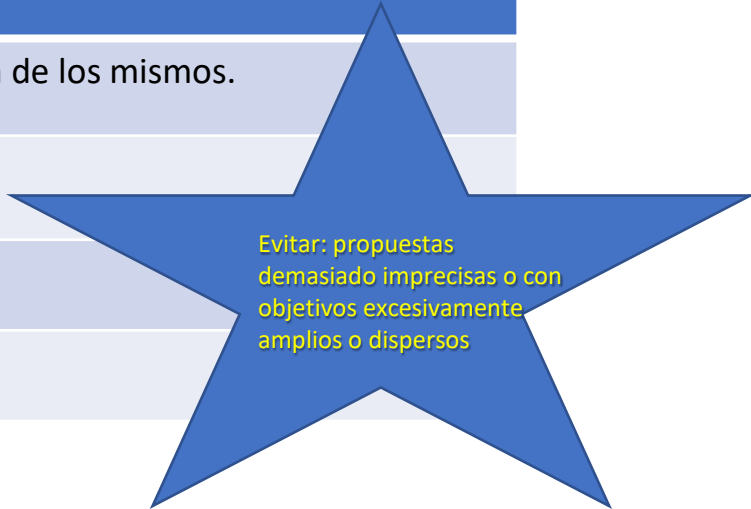 de los mismos.
Evitar: propuestas
demasiado imprecisas o con
objetivos excesivamente
amplios o dispersos